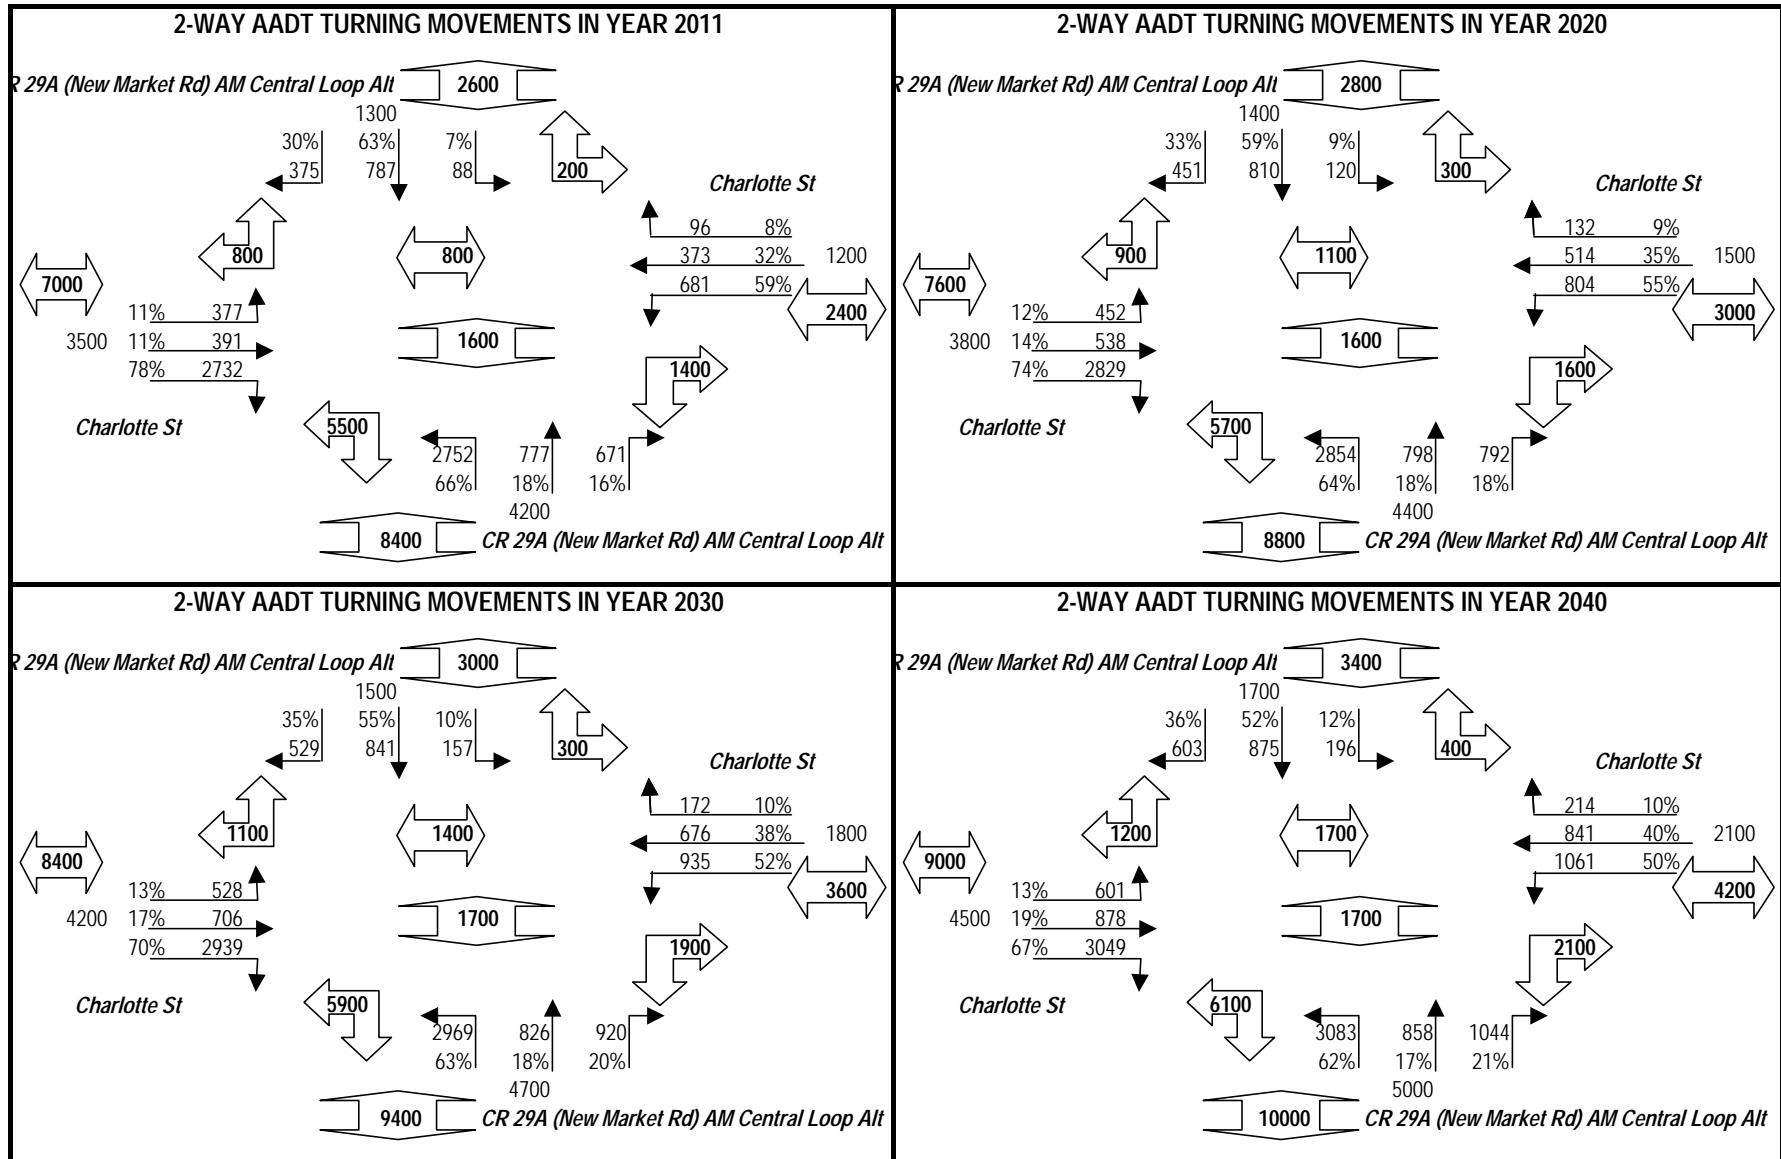 2-WAY AADT TURNING MOVEMENTS IN YEAR 2011
R 29A (New Market Rd) AM Central Loop Alt 2600
1300
30% 63% 7%
375 787 88 200
Charlotte St
96 8%
800 800 373 32% 1200
7000 681 59%
11% 377 2400
3500 11% 391 1600
78% 2732 1400
Charlotte St 5500
2752 777 671
66% 18% 16%
4200
8400 CR 29A (New Market Rd) AM Central Loop Alt
2-WAY AADT TURNING MOVEMENTS IN YEAR 2020
R 29A (New Market Rd) AM Central Loop Alt 2800
1400
33% 59% 9%
451 810 120 300
Charlotte St
132 9%
900 1100 514 35% 1500
7600 804 55%
12% 452 3000
3800 14% 538 1600
74% 2829 1600
Charlotte St 5700
2854 798 792
64% 18% 18%
4400
8800 CR 29A (New Market Rd) AM Central Loop Alt
2-WAY AADT TURNING MOVEMENTS IN YEAR 2030
R 29A (New Market Rd) AM Central Loop Alt 3000
1500
35% 55% 10%
529 841 157 300
Charlotte St
172 10%
1100 1400 676 38% 1800
8400 935 52%
13% 528 3600
4200 17% 706 1700
70% 2939 1900
Charlotte St 5900
2969 826 920
63% 18% 20%
4700
9400 CR 29A (New Market Rd) AM Central Loop Alt
2-WAY AADT TURNING MOVEMENTS IN YEAR 2040
R 29A (New Market Rd) AM Central Loop Alt 3400
1700
36% 52% 12%
603 875 196 400
Charlotte St
214 10%
1200 1700 841 40% 2100
9000 1061 50%
13% 601 4200
4500 19% 878 1700
67% 3049 2100
Charlotte St 6100
3083 858 1044
62% 17% 21%
5000
10000 CR 29A (New Market Rd) AM Central Loop Alt